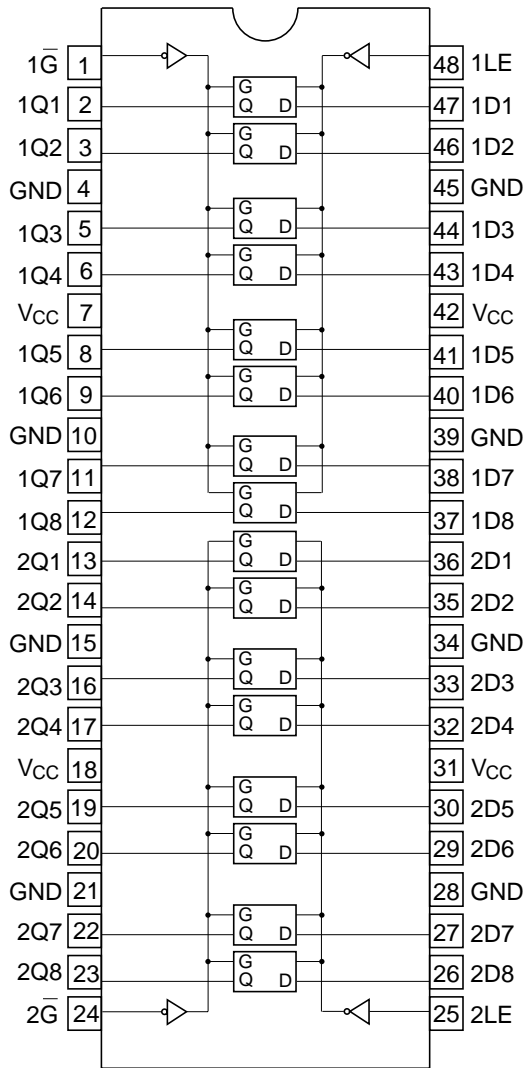 1G̅ 1 48 1LE
G
1Q1 2 Q D 47 1D1
G
1Q2 3 Q D 46 1D2
GND 4 45 GND
G
1Q3 5 Q D 44 1D3
G
1Q4 6 Q D 43 1D4
VCC 7 42 VCC
G
1Q5 8 Q D 41 1D5
G
1Q6 9 Q D 40 1D6
GND 10 39 GND
G
1Q7 11 Q D 38 1D7
G
1Q8 12 Q D 37 1D8
G
2Q1 13 Q D 36 2D1
G
2Q2 14 Q D 35 2D2
GND 15 34 GND
G
2Q3 16 Q D 33 2D3
G
2Q4 17 Q D 32 2D4
VCC 18 31 VCC
G
2Q5 19 Q D 30 2D5
G
2Q6 20 Q D 29 2D6
GND 21 28 GND
G
2Q7 22 Q D 27 2D7
G
2Q8 23 Q D 26 2D8
2G̅ 24 25 2LE